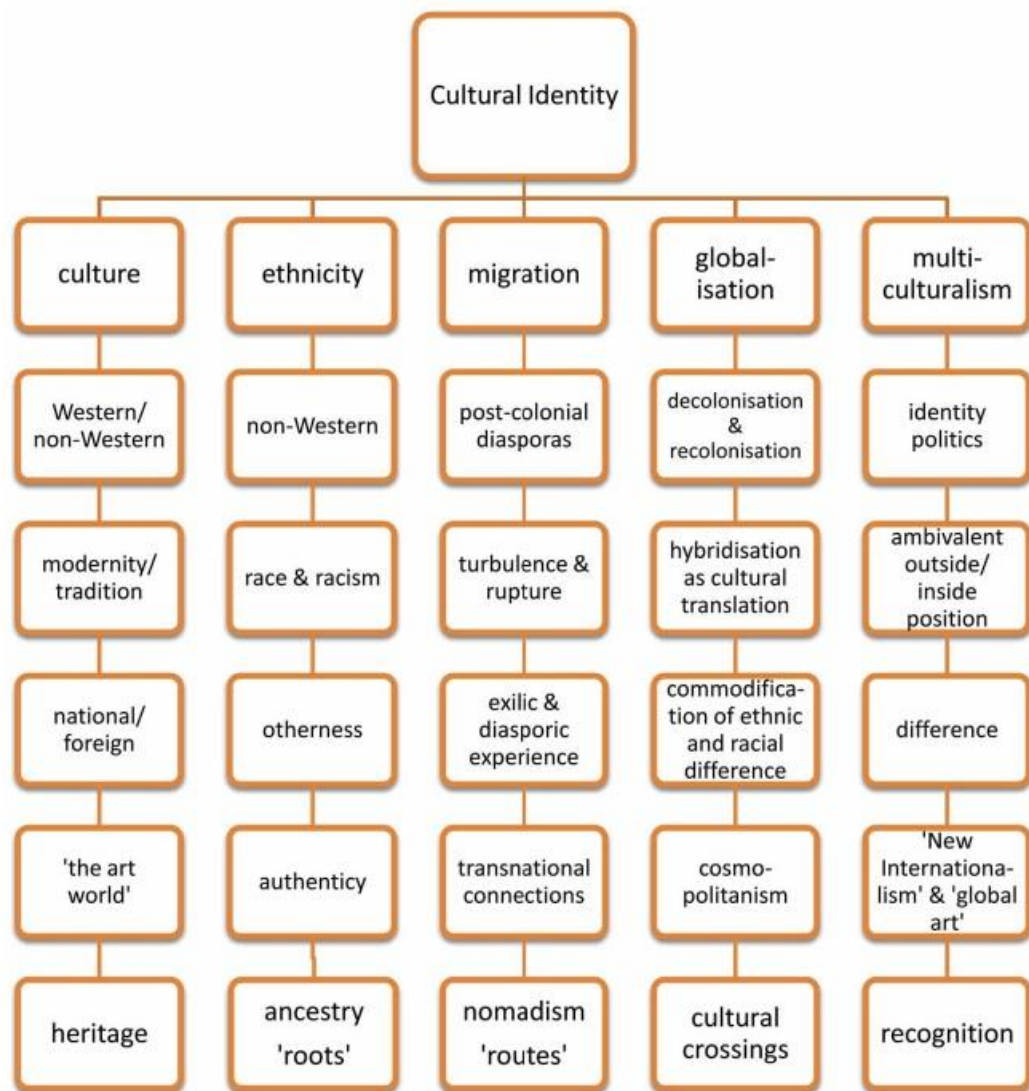 Cultural Identity
culture
ethnicity
migration
global-
isation
multi-
culturalism
Western/
non-Western
non-Western
post-colonial
diasporas
decolonisation
&
recolonisation
identity
politics
modernity/
tradition
race & racism
turbulence &
rupture
hybridisation
as cultural
translation
ambivalent
outside/
inside
position
national/
foreign
otherness
exilic &
diasporic
experience
commodifica-
tion of ethnic
and racial
difference
difference
'the art
world'
authenticy
transnational
connections
cosmo-
politanism
'New
Internationa-
lism' & 'global
art'
heritage
ancestry
'roots'
nomadism
'routes'
cultural
crossings
recognition